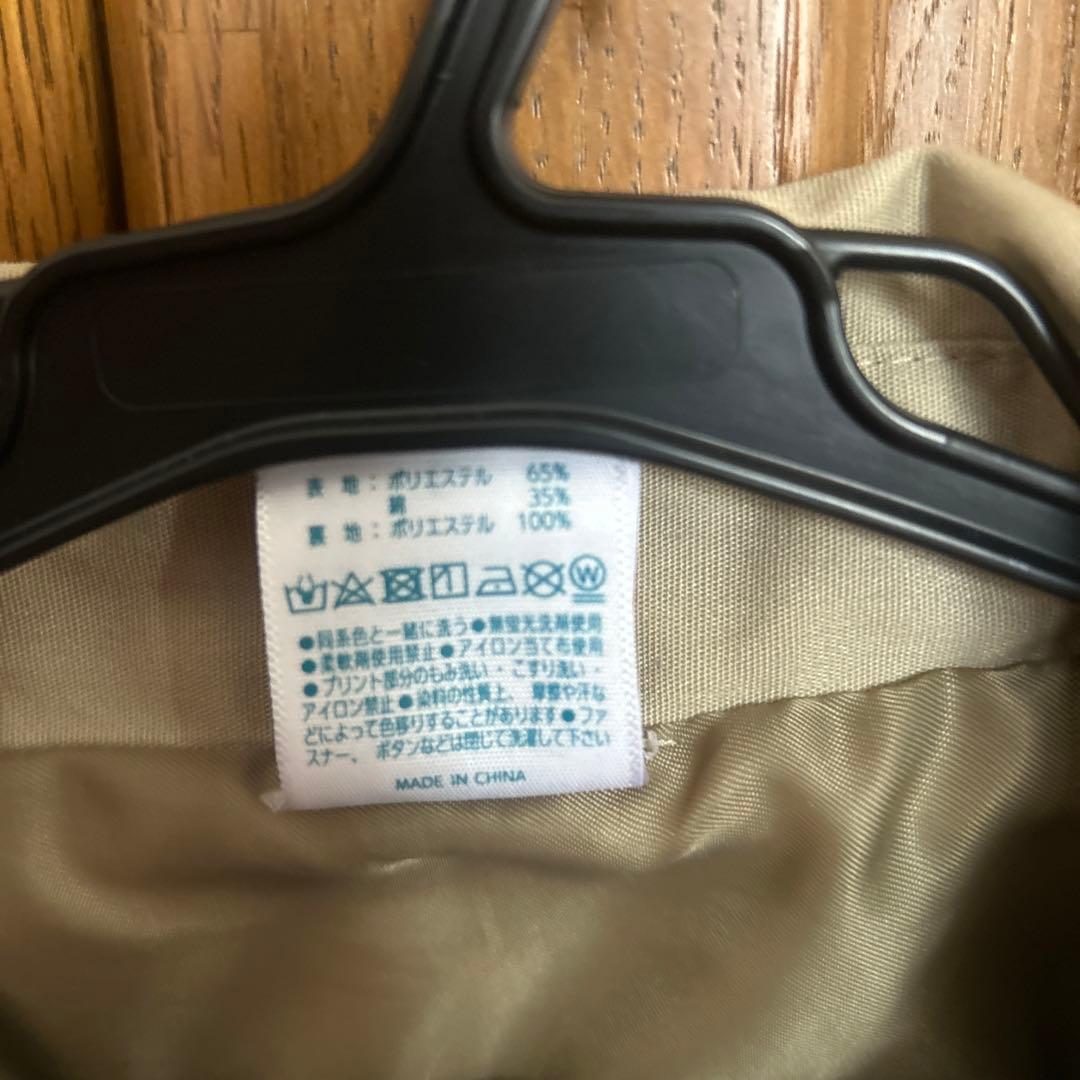 表 地 : ポリエステル 65%
綿 35%
裏 地 : ポリエステル 100%
W
●同系色と一緒に洗う●無蛍光洗剤使用
●柔軟剤使用禁止●アイロン当て布使用
●プリント部分のもみ洗い・こすり洗い・
アイロン禁止●染料の性質上、摩擦や汗な
どによって色移りすることがあります●ファ
スナー、ボタンなどは閉じて洗濯して下さい
MADE IN CHINA